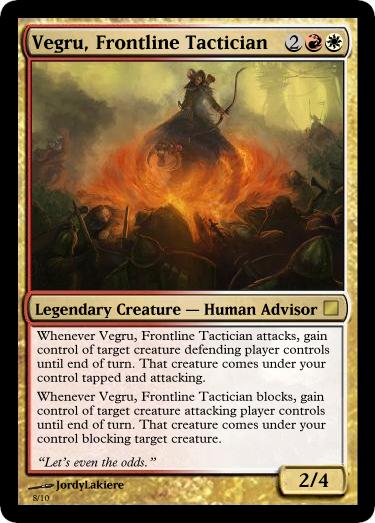 Vegru, Frontline Tactician 2
Legendary Creature — Human Advisor
Whenever Vegru, Frontline Tactician attacks, gain
control of target creature defending player controls
until end of turn. That creature comes under your
control tapped and attacking.
Whenever Vegru, Frontline Tactician blocks, gain
control of target creature attacking player controls
until end of turn. That creature comes under your
control blocking target creature.
“Let's even the odds.”
2/4
JordyLakiere
8/10